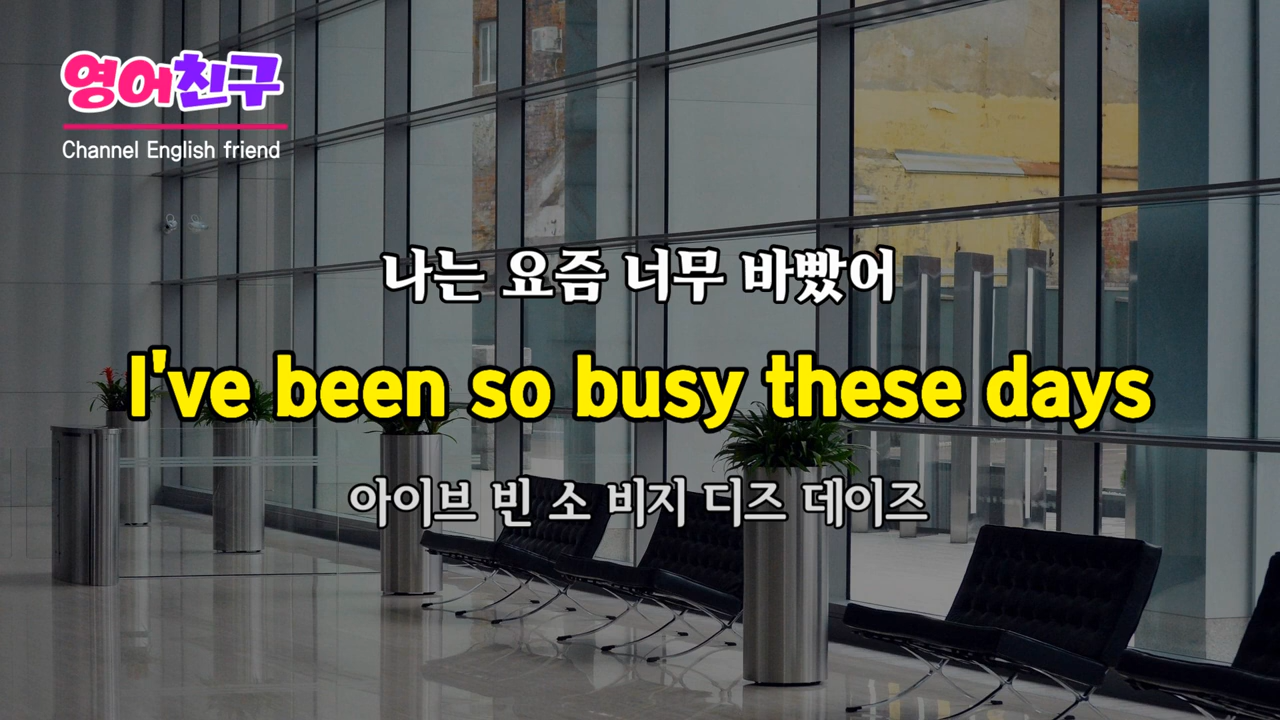 영어친구
Channel English friend
나는 요즘 너무 바빴어
I've been so busy these days
아이브 빈 소 비지 디즈 데이즈